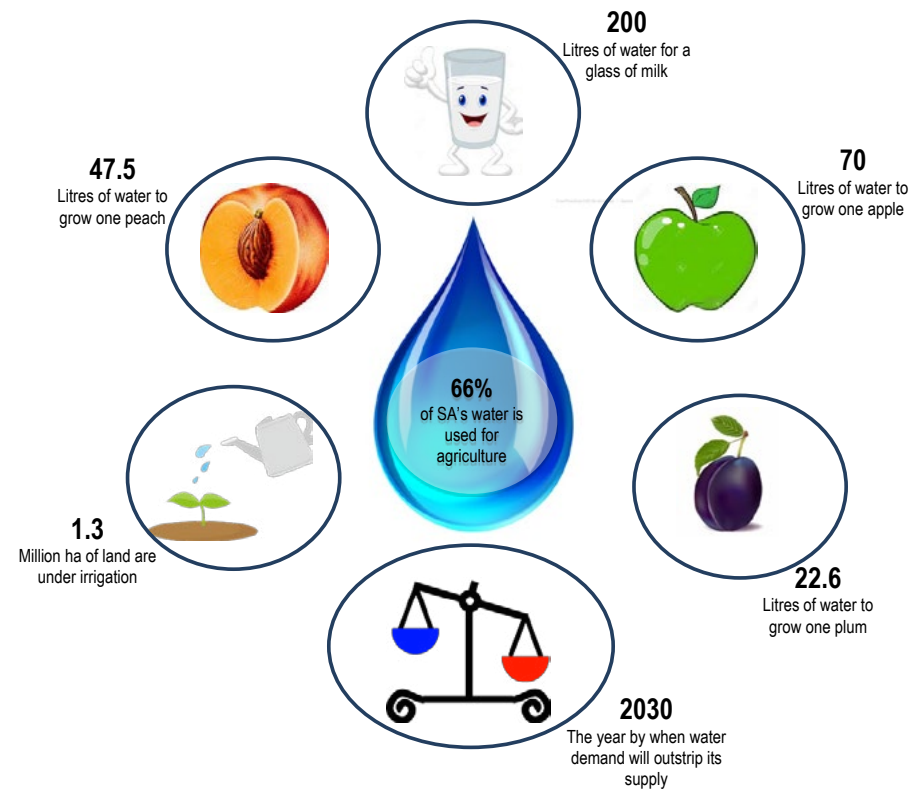 200
Litres of water for a
glass of milk
47.5
Litres of water to
grow one peach
70
Litres of water to
grow one apple
66%
of SA's water is
used for
agriculture
1.3
Million ha of land are
under irrigation
22.6
Litres of water to
grow one plum
2030
The year by when water
demand will outstrip its
supply